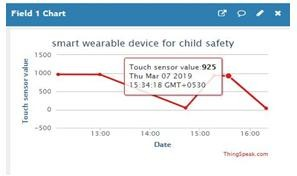 Field 1 Chart
smart wearable device for child safety
Touch sensor value
1500
1000
500
0
-500
Touch sensor value:925
Thu Mar 07 2019
15:34:18 GMT+0530
13:00
14:00
15:00
16:00
Date
ThingSpeak.com